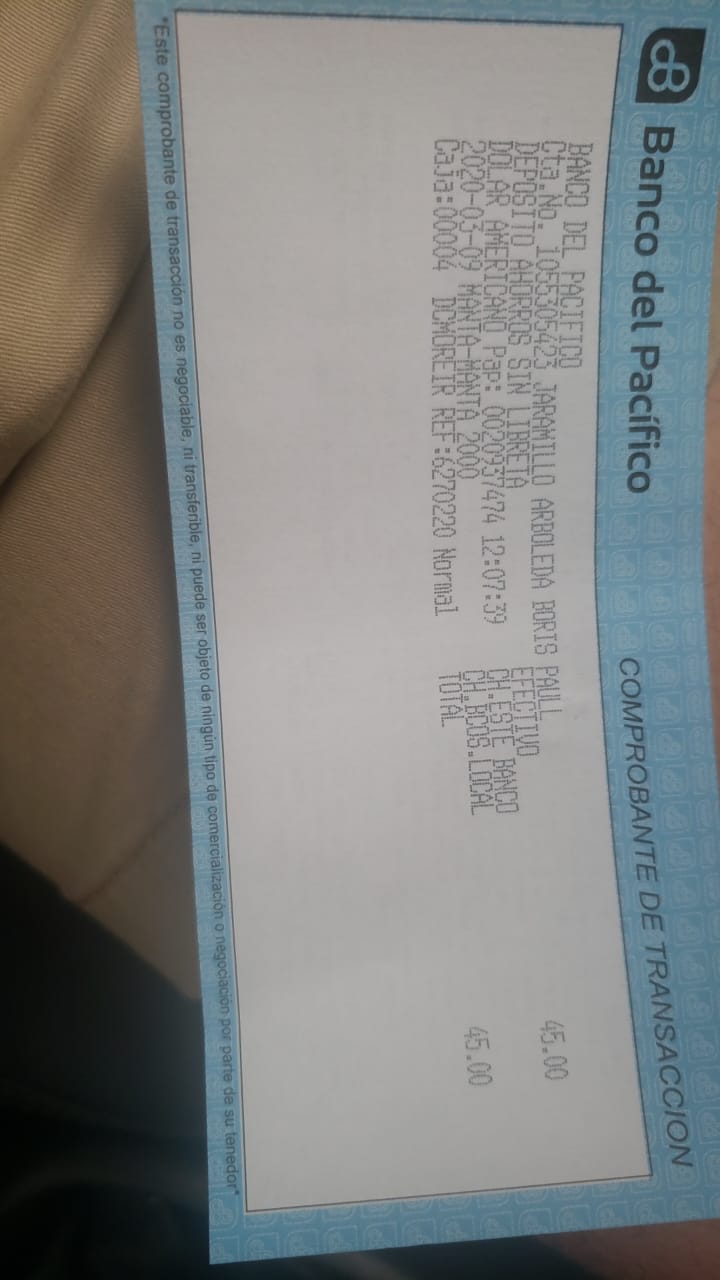 Banco del Pacífico
COMPROBANTE DE TRANSACCION
BANCO DEL PACIFICO
Cta.No. 1055305423 JARAMILLO ARBOLEDA BORIS PAULL
DEPOSITO AHORROS SIN LIBRETA EFECTIVO 45.00
DOLAR AMERICANO Pap: 0020937474 12:07:39 CH.ESTE BANCO
2020-03-09 MANTA-MANTA 2000 CH.BCOS.LOCAL
Caja:00004 DCMOREIR REF:6270220 Normal TOTAL 45.00
"Este comprobante de transacción no es negociable, ni transferible, ni puede ser objeto de ningún tipo de comercialización o negociación por parte de su tenedor"